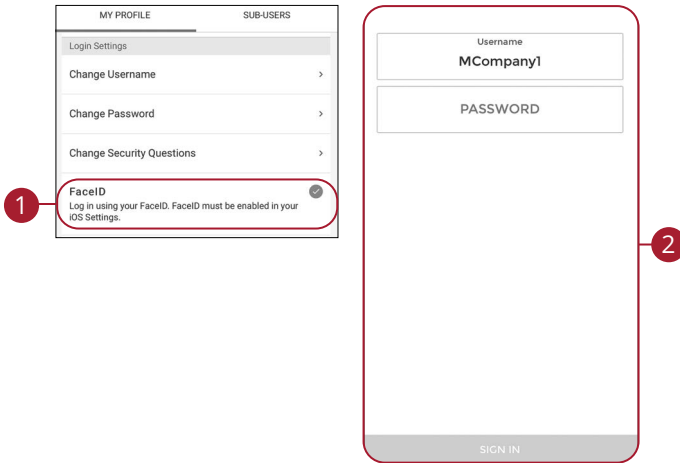 MY PROFILE
SUB-USERS
Login Settings
Change Username
Change Password
Change Security Questions
FaceID
Log in using your FaceID. FaceID must be enabled in your
iOS Settings.
1
Username
MCompany1
PASSWORD
SIGN IN
2